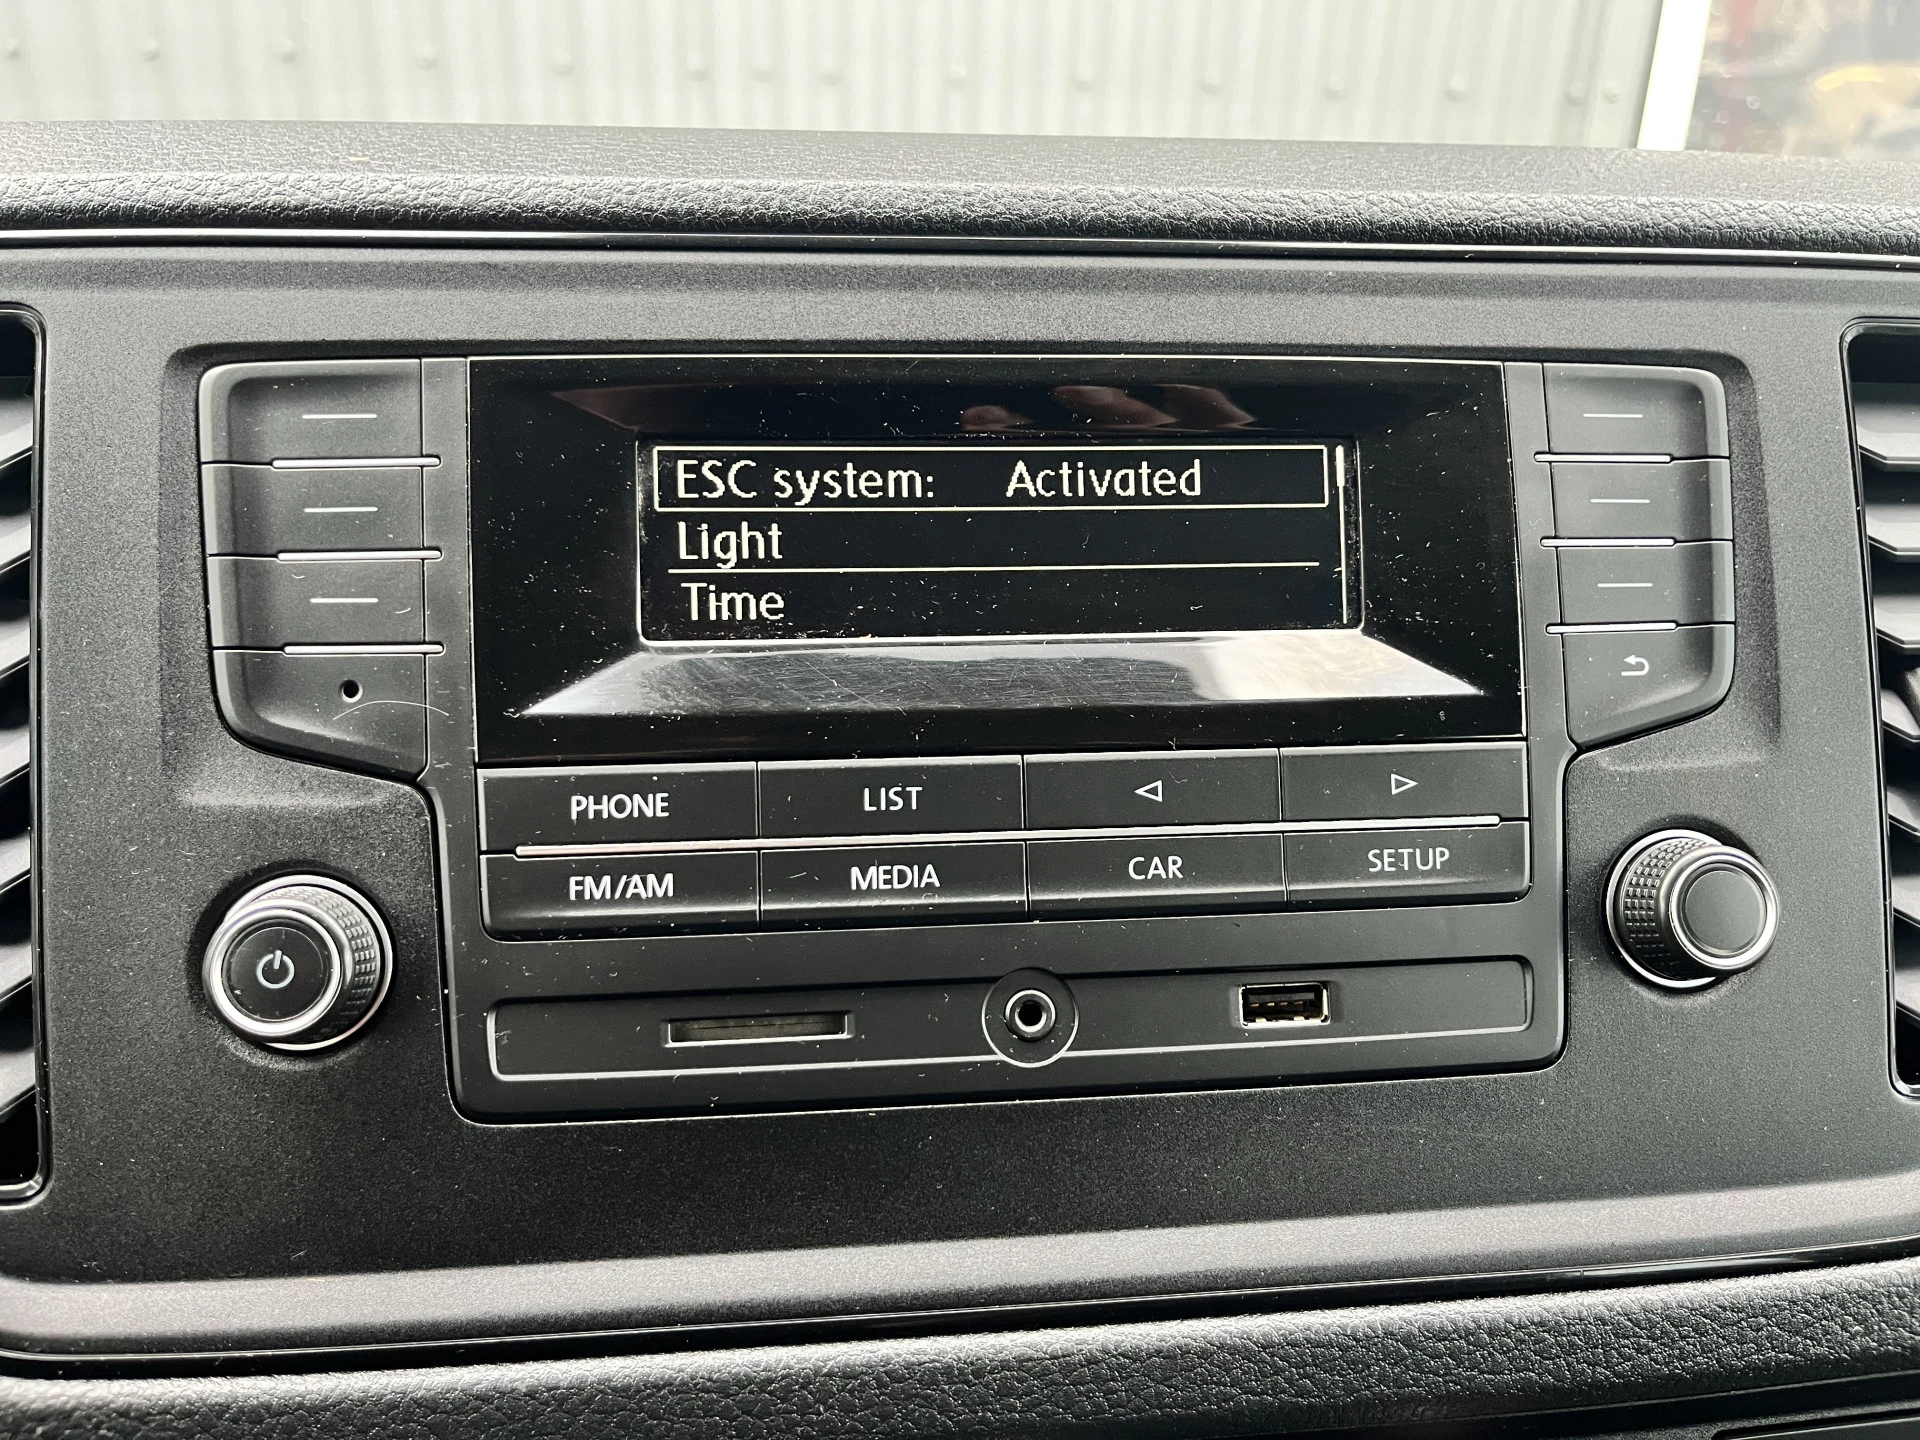 ESC system: Activated
Light
Time
PHONE LIST
FM/AM MEDIA CAR SETUP